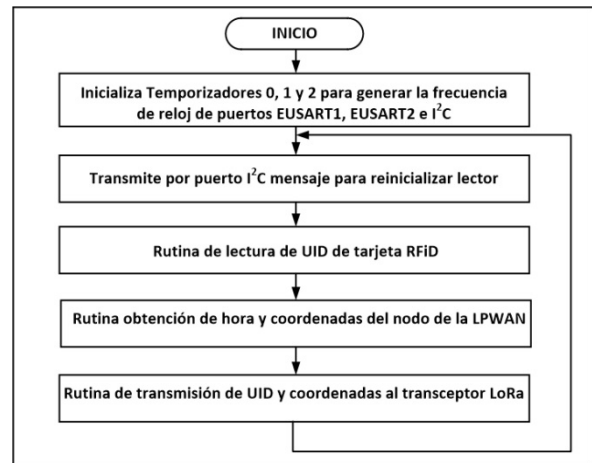 INICIO
Inicializa Temporizadores 0, 1 y 2 para generar la frecuencia
de reloj de puertos EUSART1, EUSART2 e I²C
Transmite por puerto I²C mensaje para reinicializar lector
Rutina de lectura de UID de tarjeta RFiD
Rutina obtención de hora y coordenadas del nodo de la LPWAN
Rutina de transmisión de UID y coordenadas al transceptor LoRa